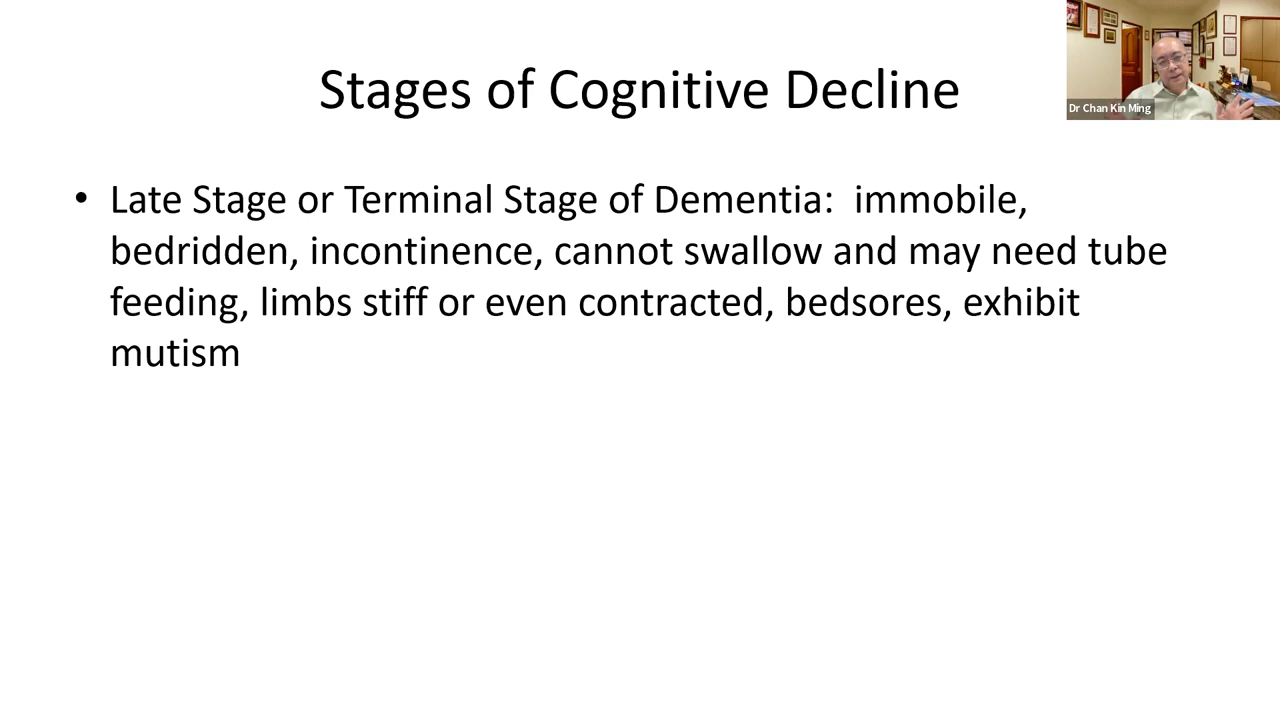 Stages of Cognitive Decline
Dr Chan Kin Ming
• Late Stage or Terminal Stage of Dementia:  immobile,
bedridden, incontinence, cannot swallow and may need tube
feeding, limbs stiff or even contracted, bedsores, exhibit
mutism